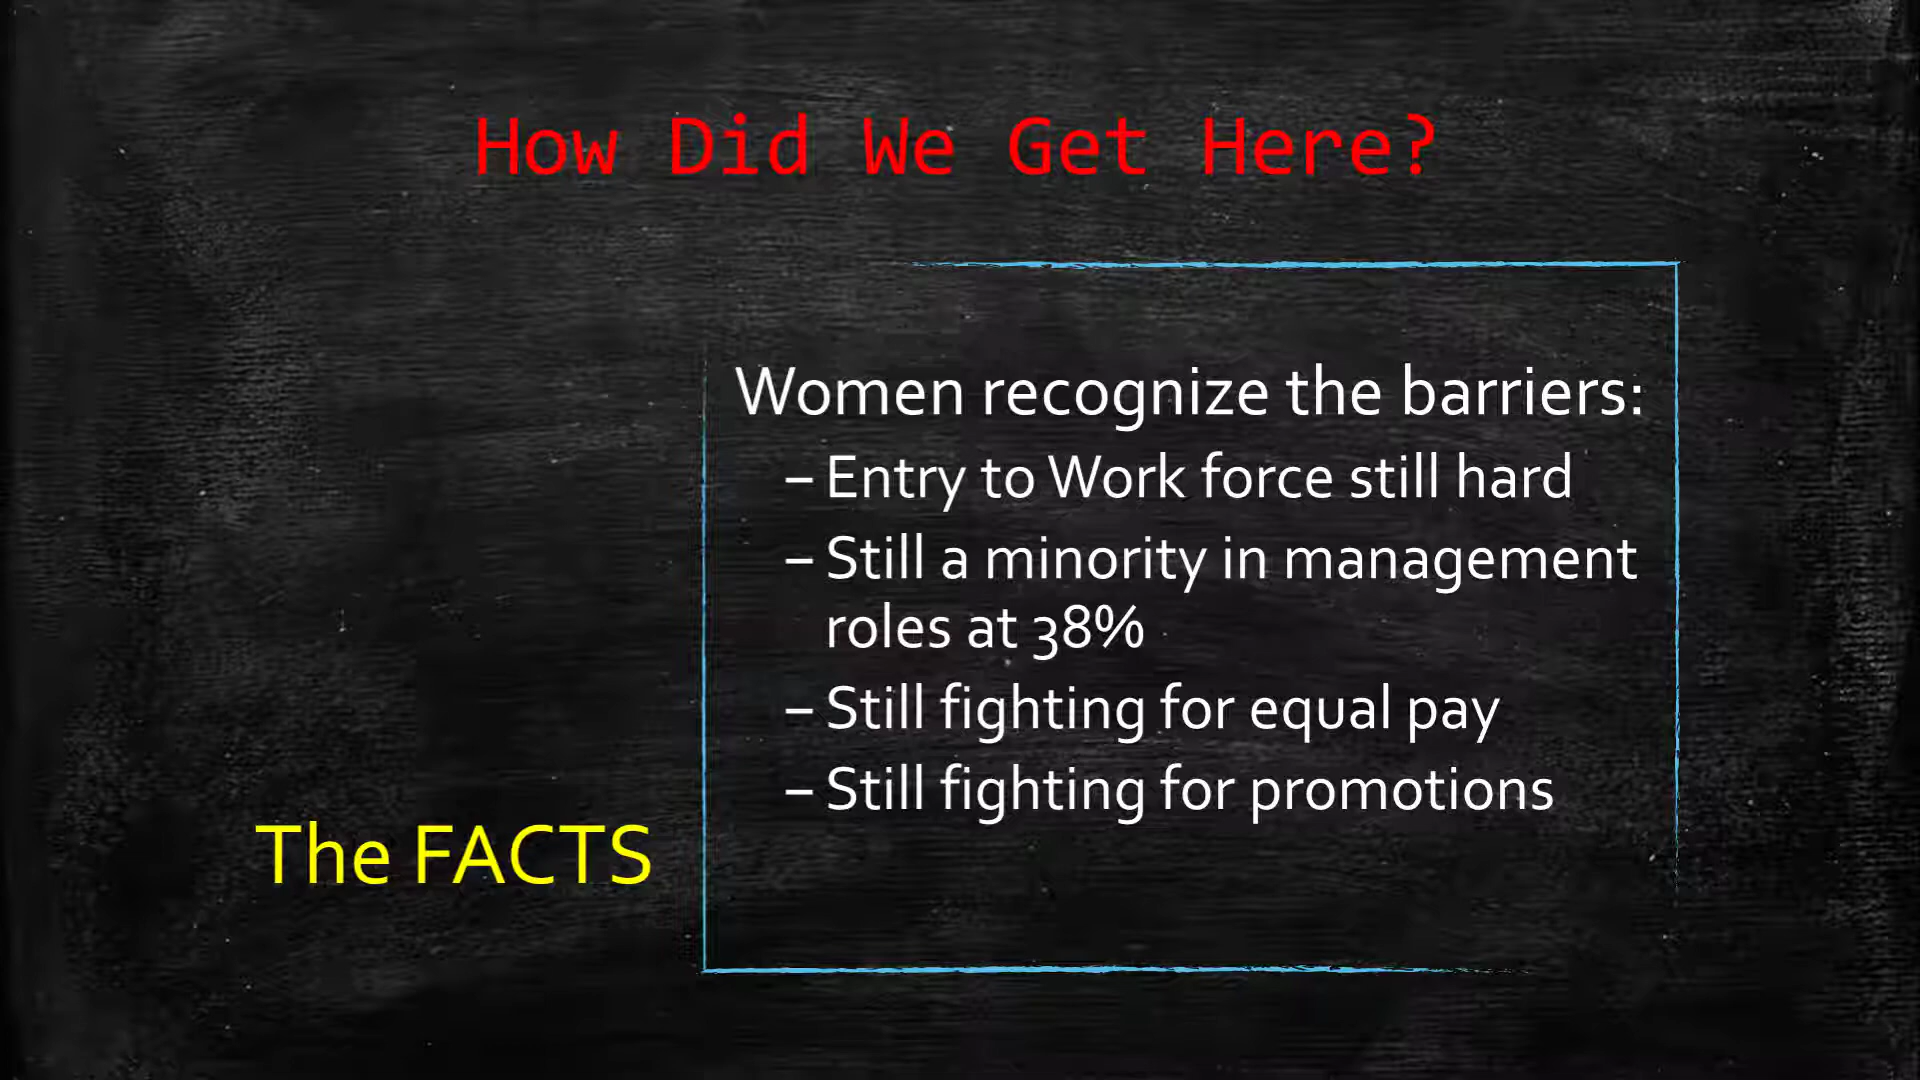 How Did We Get Here?
Women recognize the barriers:
– Entry to Work force still hard
– Still a minority in management
roles at 38%
– Still fighting for equal pay
– Still fighting for promotions
The FACTS